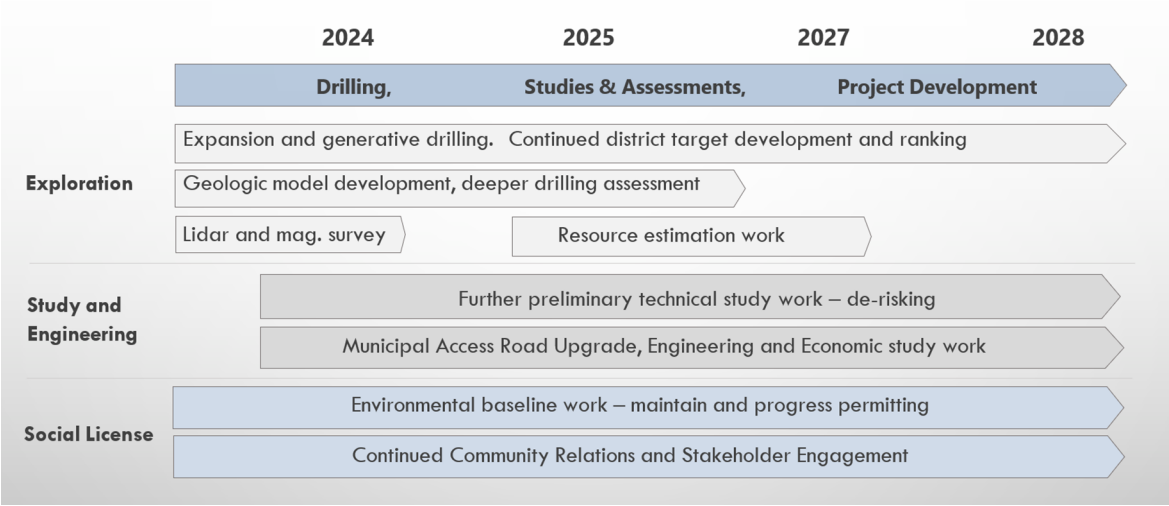 2024 2025 2027 2028
Drilling, Studies & Assessments, Project Development
Expansion and generative drilling. Continued district target development and ranking
Exploration
Geologic model development, deeper drilling assessment
Lidar and mag. survey Resource estimation work
Study and
Engineering
Further preliminary technical study work – de-risking
Municipal Access Road Upgrade, Engineering and Economic study work
Social License
Environmental baseline work – maintain and progress permitting
Continued Community Relations and Stakeholder Engagement